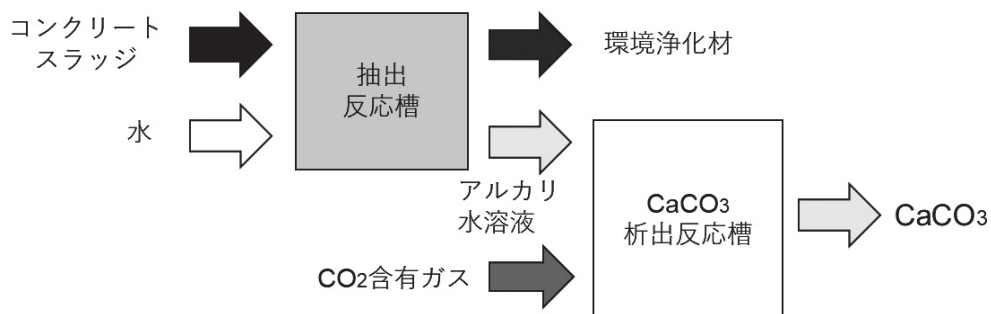 コンクリート
スラッジ
水
抽出
反応槽
環境浄化材
アルカリ
水溶液
CO₂含有ガス
CaCO₃
析出反応槽
CaCO₃